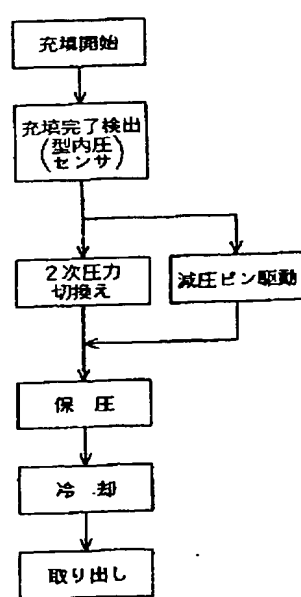 充填開始
充填完了検出
(型内圧
センサ)
2次圧力
切換え
減圧ピン駆動
保圧
冷却
取り出し